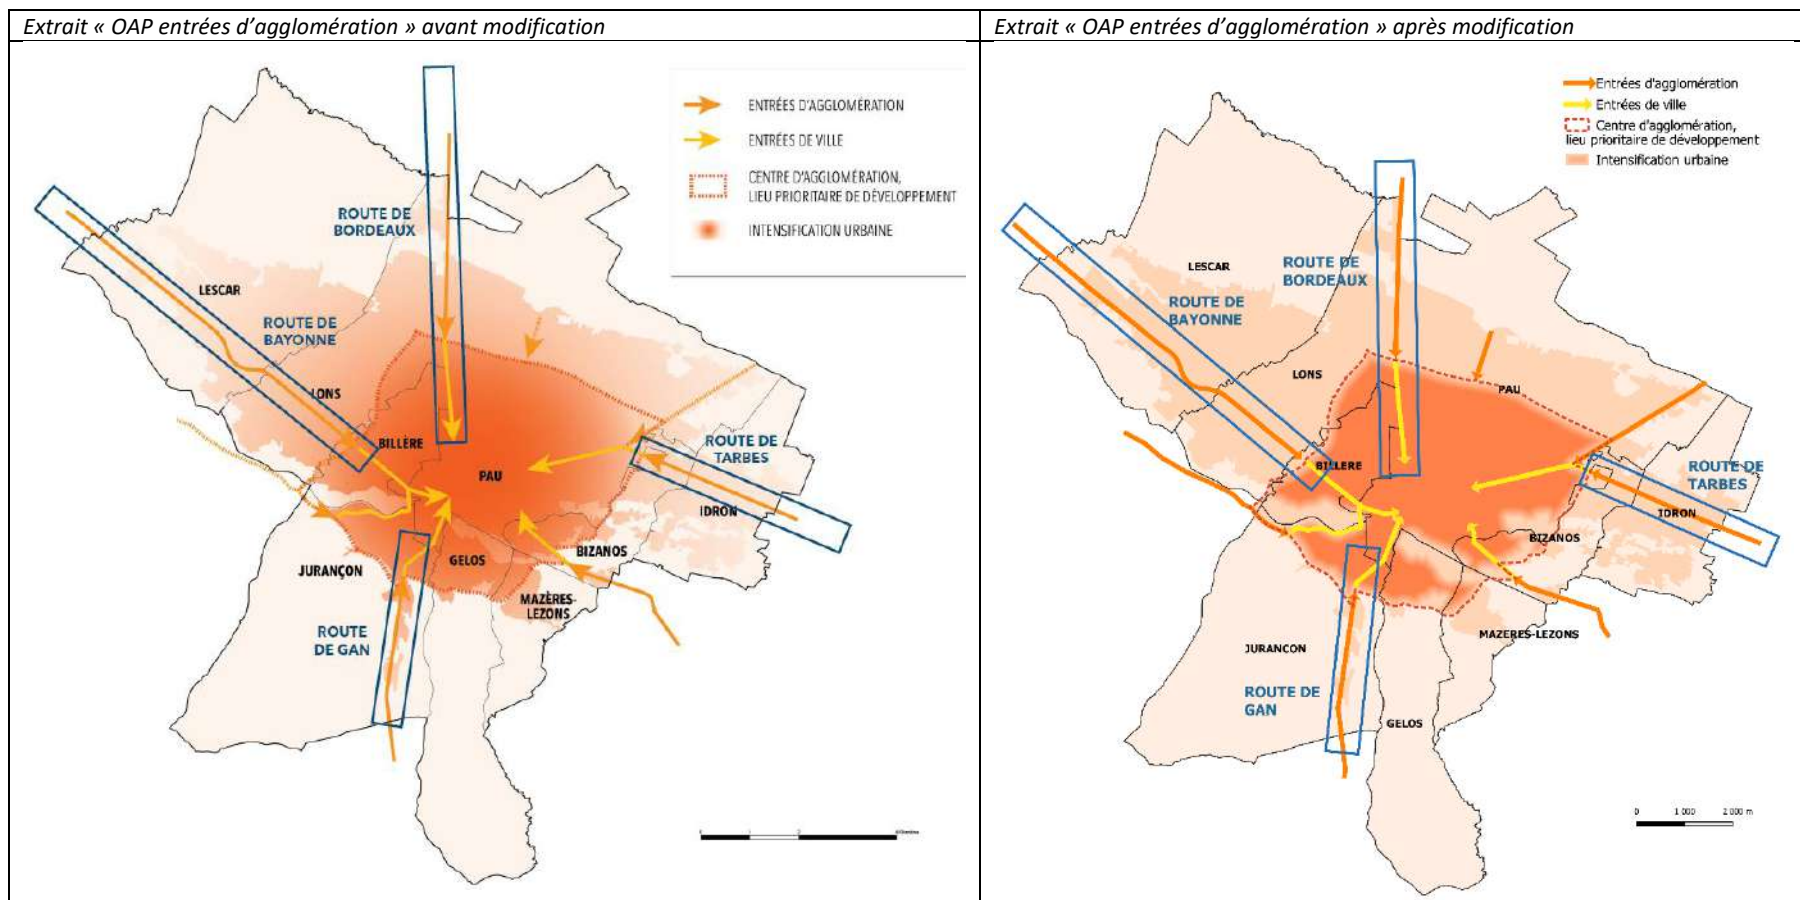 Extrait « OAP entrées d’agglomération » avant modification
ENTRÉES D'AGGLOMÉRATION
ENTRÉES DE VILLE
CENTRE D'AGGLOMÉRATION,
LIEU PRIORITAIRE DE DÉVELOPPEMENT
INTENSIFICATION URBAINE
ROUTE DE
BORDEAUX
LESCAR
ROUTE DE
BAYONNE
LONS
BILLÈRE
PAU
ROUTE DE
TARBES
IDRON
BIZANOS
GELOS
JURANÇON
MAZÈRES-
LEZONS
ROUTE
DE GAN
0 1 2
Extrait « OAP entrées d’agglomération » après modification
Entrées d'agglomération
Entrées de ville
Centre d'agglomération,
lieu prioritaire de développement
Intensification urbaine
ROUTE DE
BORDEAUX
LESCAR
ROUTE DE
BAYONNE
LONS
PAU
BILLERE
ROUTE DE
TARBES
IDRON
BIZANOS
MAZERES-LEZONS
JURANCON
ROUTE DE
GAN
GELOS
0 1 000 2 000 m